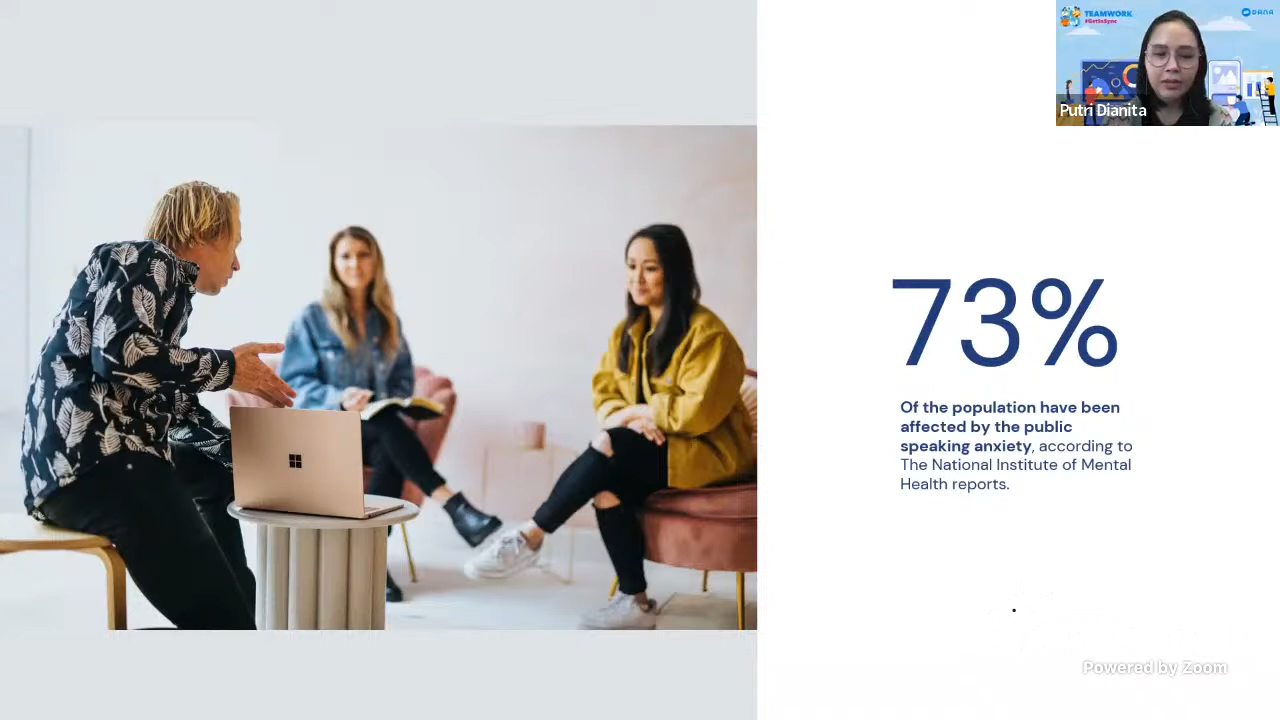 TEAMWORK
#GetInSync
DANA
Putri Dianita
73%
Of the population have been
affected by the public
speaking anxiety, according to
The National Institute of Mental
Health reports.
Powered by Zoom